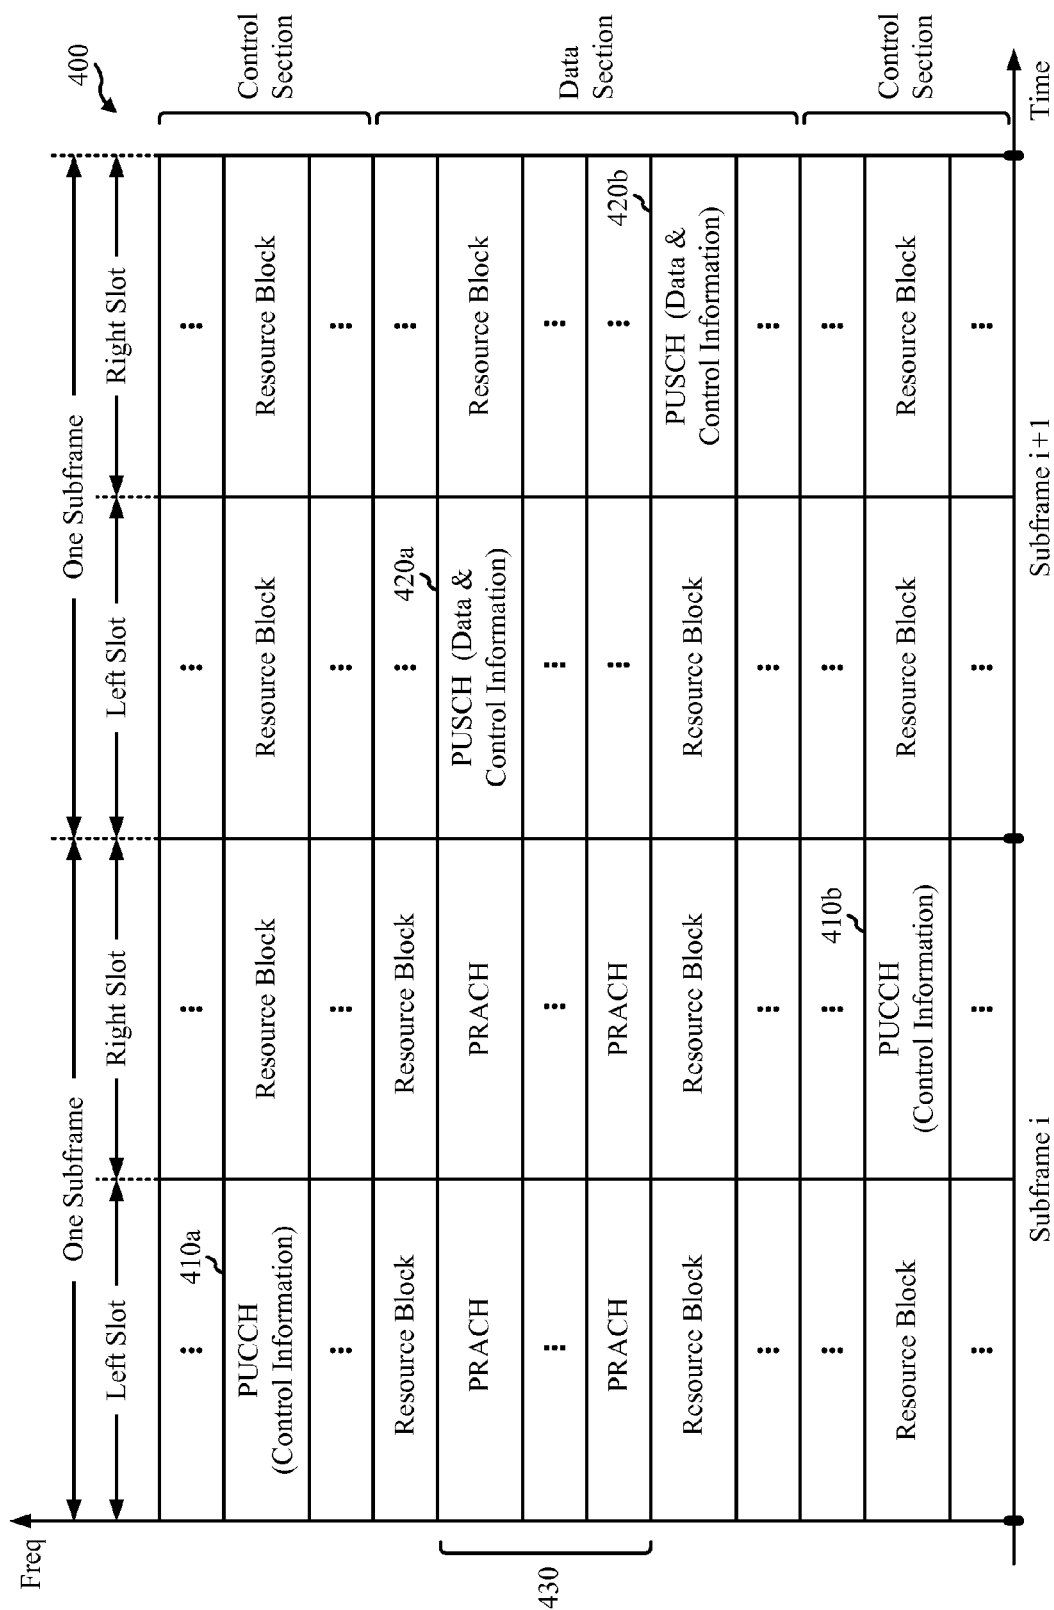 400
Freq
One Subframe
One Subframe
Left Slot
Right Slot
Left Slot
Right Slot
410a
PUCCH
(Control Information)
Resource Block
Resource Block
Resource Block
Control
Section
Resource Block
Resource Block
420a
430
PRACH
PRACH
PUSCH (Data &
Control Information)
Resource Block
Data
Section
PRACH
PRACH
420b
Resource Block
Resource Block
Resource Block
PUSCH (Data &
Control Information)
410b
Resource Block
PUCCH
(Control Information)
Resource Block
Resource Block
Control
Section
Subframe i
Subframe i+1
Time